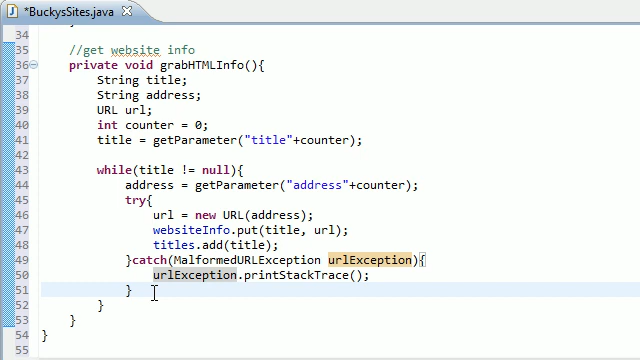 *BuckysSites.java
34
35 //get website info
36 private void grabHTMLInfo(){
37 String title;
38 String address;
39 URL url;
40 int counter = 0;
41 title = getParameter("title"+counter);
42
43 while(title != null){
44 address = getParameter("address"+counter);
45 try{
46 url = new URL(address);
47 websiteInfo.put(title, url);
48 titles.add(title);
49 }catch(MalformedURLException urlException){
50 urlException.printStackTrace();
51 }
52 }
53 }
54 }
55